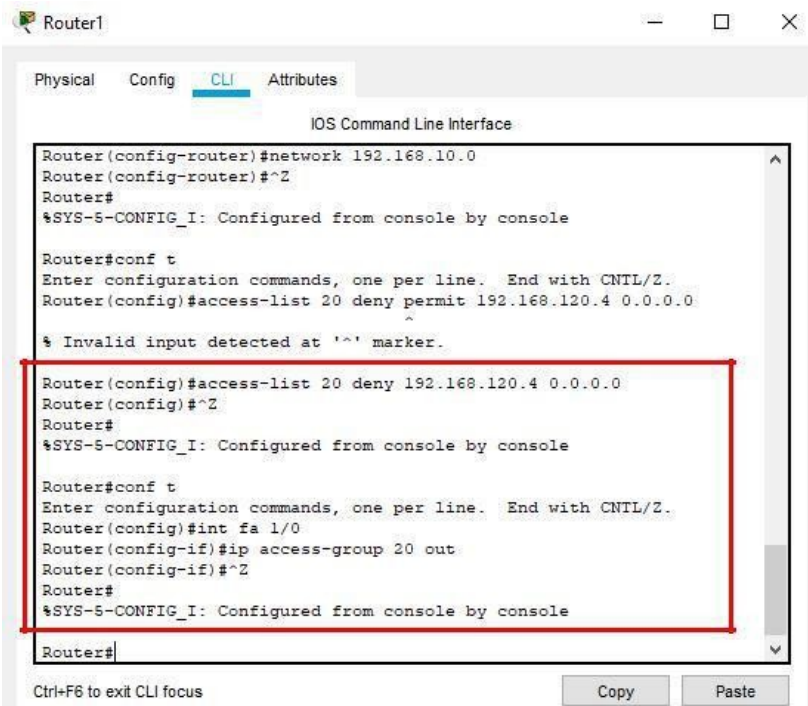 Router1
Physical Config CLI Attributes
IOS Command Line Interface
Router(config-router)#network 192.168.10.0
Router(config-router)#^Z
Router#
%SYS-5-CONFIG_I: Configured from console by console
Router#conf t
Enter configuration commands, one per line. End with CNTL/Z.
Router(config)#access-list 20 deny permit 192.168.120.4 0.0.0.0
^
% Invalid input detected at '^' marker.
Router(config)#access-list 20 deny 192.168.120.4 0.0.0.0
Router(config)#^Z
Router#
%SYS-5-CONFIG_I: Configured from console by console
Router#conf t
Enter configuration commands, one per line. End with CNTL/Z.
Router(config)#int fa 1/0
Router(config-if)#ip access-group 20 out
Router(config-if)#^Z
Router#
%SYS-5-CONFIG_I: Configured from console by console
Router#
Ctrl+F6 to exit CLI focus
Copy Paste